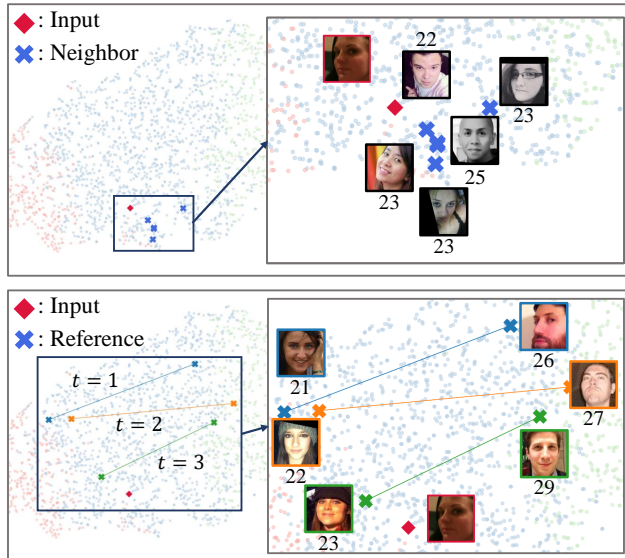 : Input
: Neighbor
22
23
25
23
23
: Input
: Reference
t = 1
t = 2
t = 3
21
26
27
22
29
23